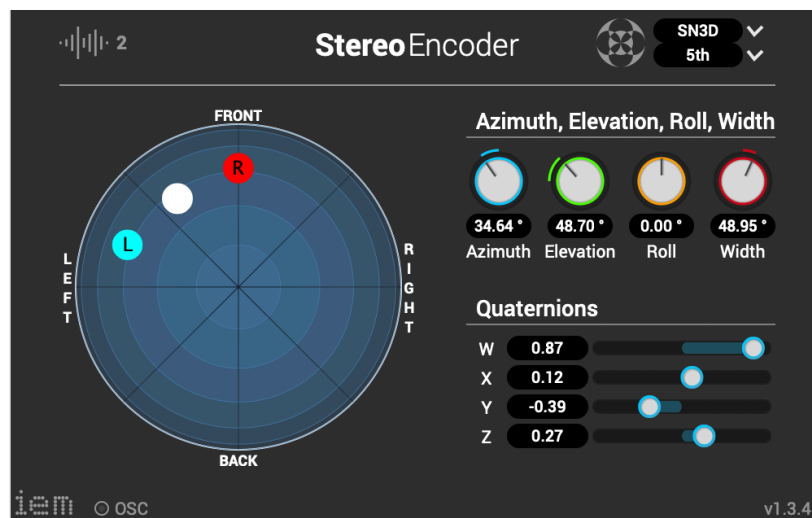 2
StereoEncoder
SN3D
5th
FRONT
R
L
LEFT
RIGHT
BACK
Azimuth, Elevation, Roll, Width
34.64 °
48.70 °
0.00 °
48.95 °
Azimuth
Elevation
Roll
Width
Quaternions
W 0.87
X 0.12
Y -0.39
Z 0.27
iem
OSC
v1.3.4